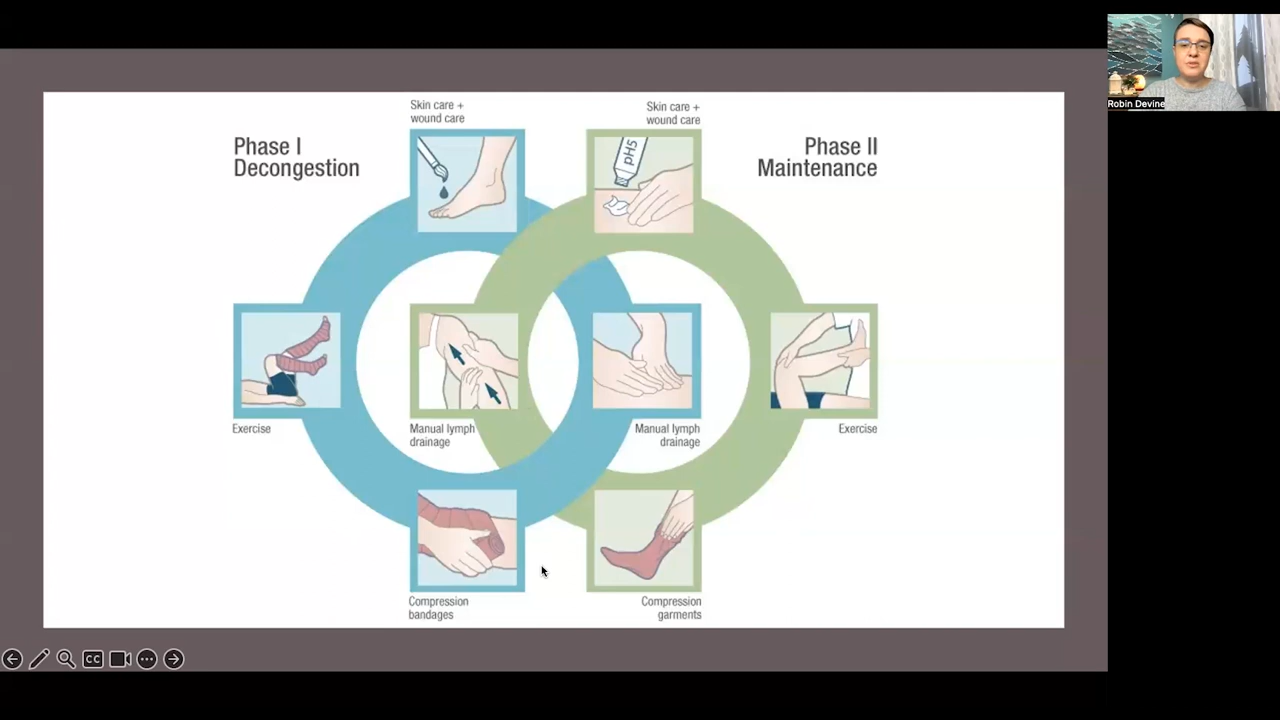 Skin care +
wound care
Skin care +
wound care
Phase I
Decongestion
Phase II
Maintenance
pH5
Exercise
Manual lymph
drainage
Manual lymph
drainage
Exercise
Compression
bandages
Compression
garments
CC
Robin Devine